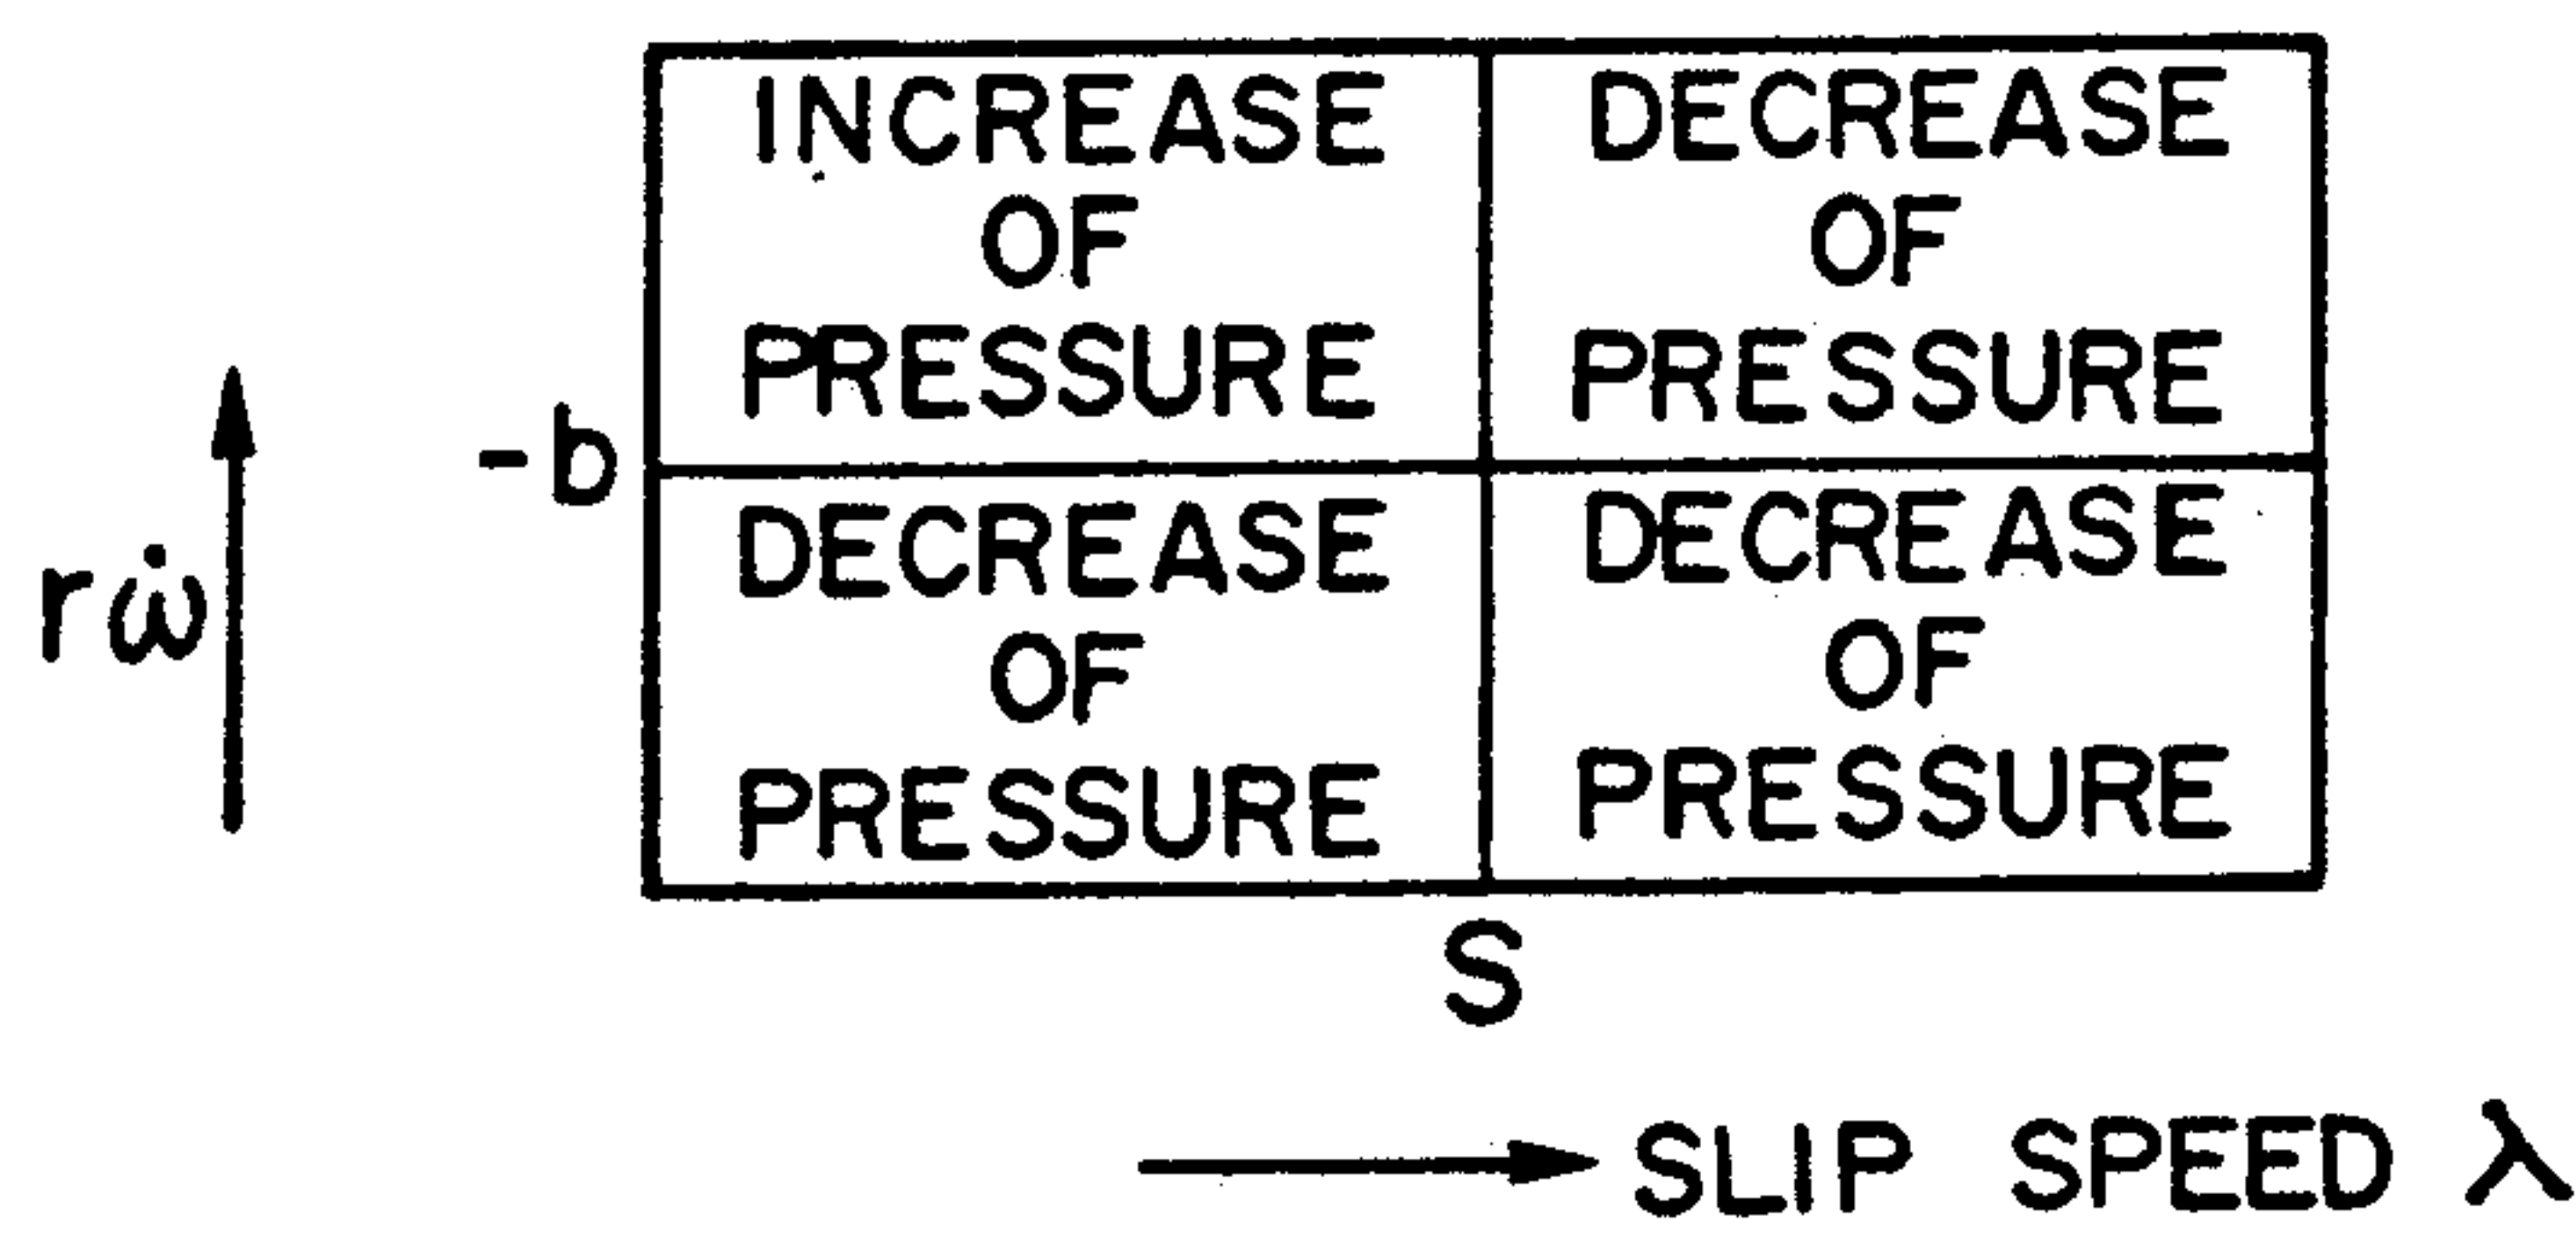 INCREASE
OF
PRESSURE
DECREASE
OF
PRESSURE
-b
rω̇
DECREASE
OF
PRESSURE
DECREASE
OF
PRESSURE
S
SLIP SPEED λ